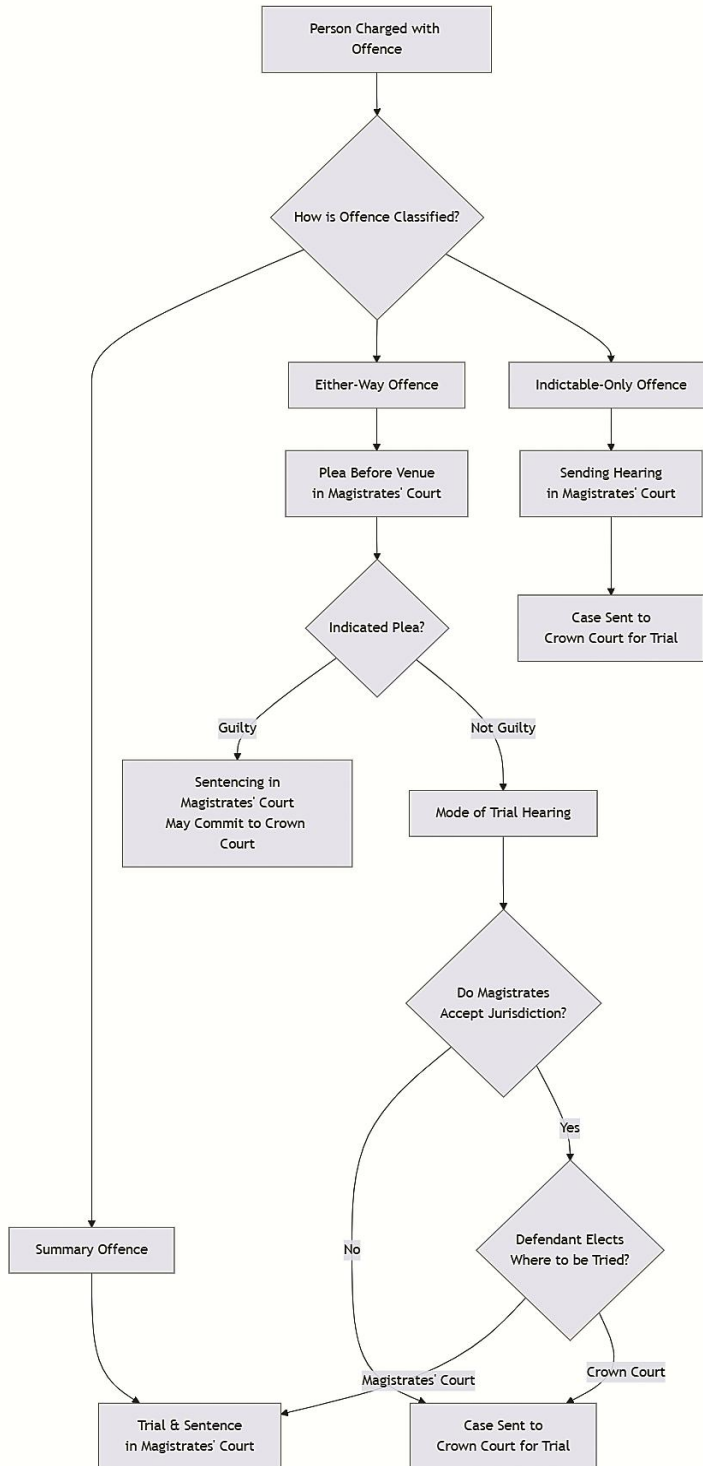 Person Charged with
Offence
How is Offence Classified?
Either-Way Offence
Indictable-Only Offence
Plea Before Venue
in Magistrates' Court
Sending Hearing
in Magistrates' Court
Indicated Plea?
Case Sent to
Crown Court for Trial
Guilty
Not Guilty
Sentencing in
Magistrates' Court
May Commit to Crown
Court
Mode of Trial Hearing
Do Magistrates
Accept Jurisdiction?
Yes
Summary Offence
No
Defendant Elects
Where to be Tried?
Magistrates' Court
Crown Court
Trial & Sentence
in Magistrates' Court
Case Sent to
Crown Court for Trial